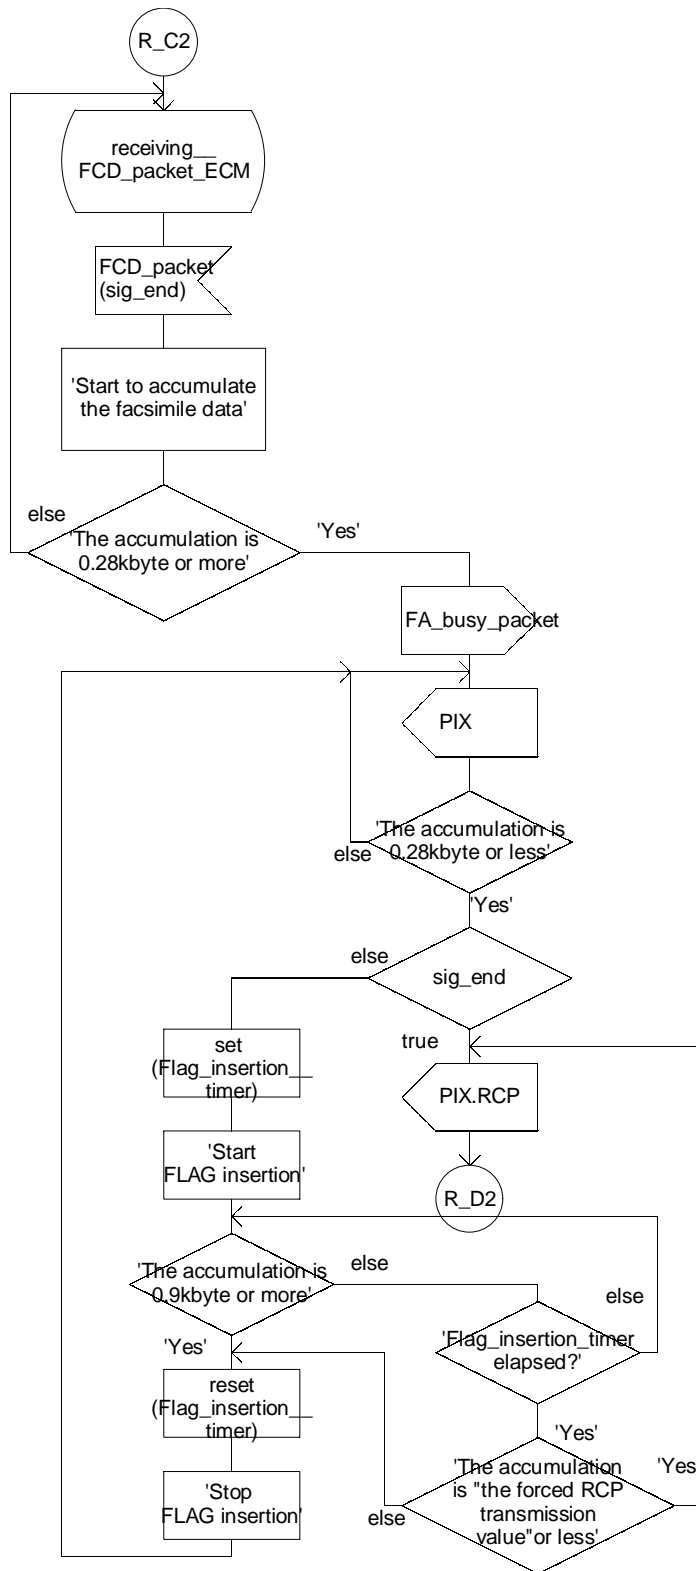 R_C2
receiving__
FCD_packet_ECM
FCD_packet
(sig_end)
'Start to accumulate
the facsimile data'
else
'The accumulation is
0.28kbyte or more'
'Yes'
FA_busy_packet
PIX
'The accumulation is
0.28kbyte or less'
else
'Yes'
else
sig_end
true
set
(Flag_insertion__
timer)
PIX.RCP
'Start
FLAG insertion'
R_D2
'The accumulation is
0.9kbyte or more'
else
else
'Flag_insertion_timer
elapsed?'
'Yes'
reset
(Flag_insertion__
timer)
'Yes'
'The accumulation
is "the forced RCP
transmission
value"or less'
'Yes
else
'Stop
FLAG insertion'